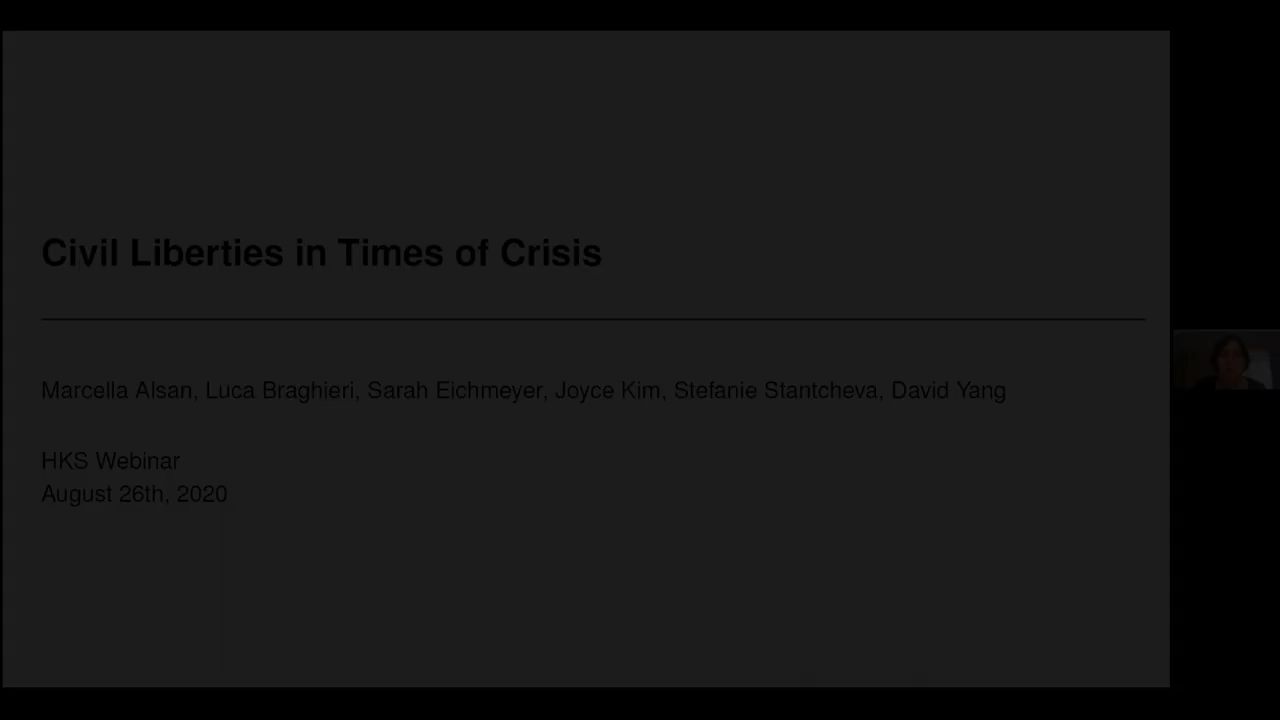 Civil Liberties in Times of Crisis
Marcella Alsan, Luca Braghieri, Sarah Eichmeyer, Joyce Kim, Stefanie Stantcheva, David Yang
HKS Webinar
August 26th, 2020